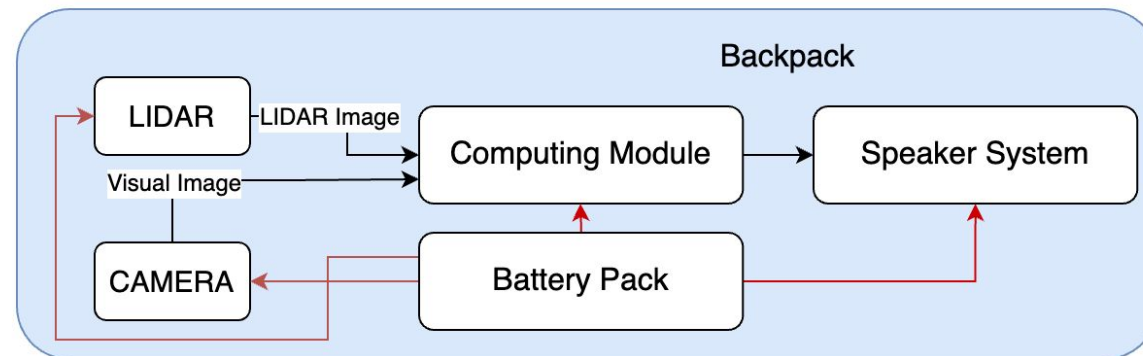 Backpack
LIDAR
LIDAR Image
Computing Module
Speaker System
Visual Image
CAMERA
Battery Pack